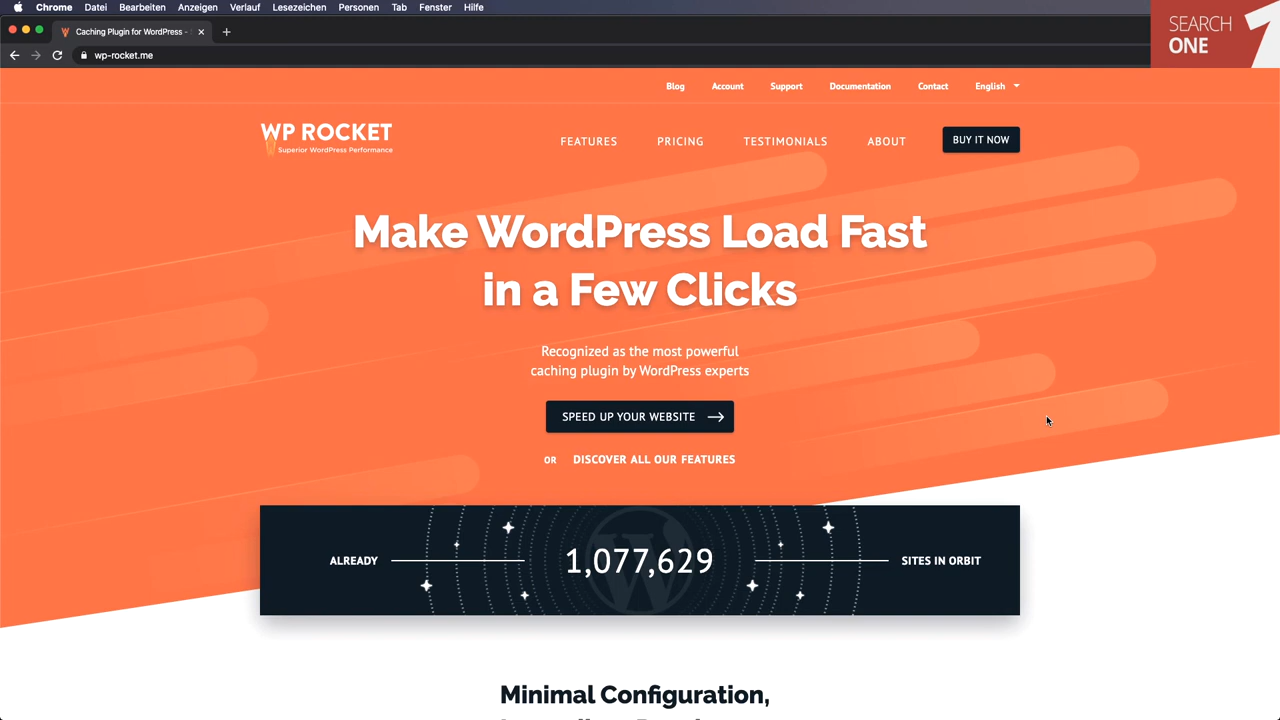 Chrome Datei Bearbeiten Anzeigen Verlauf Lesezeichen Personen Tab Fenster Hilfe
Caching Plugin for WordPress -
wp-rocket.me
SEARCH
ONE
Blog Account Support Documentation Contact English
WP ROCKET
Superior WordPress Performance
FEATURES PRICING TESTIMONIALS ABOUT BUY IT NOW
Make WordPress Load Fast
in a Few Clicks
Recognized as the most powerful
caching plugin by WordPress experts
SPEED UP YOUR WEBSITE
OR DISCOVER ALL OUR FEATURES
ALREADY 1,077,629 SITES IN ORBIT
Minimal Configuration,